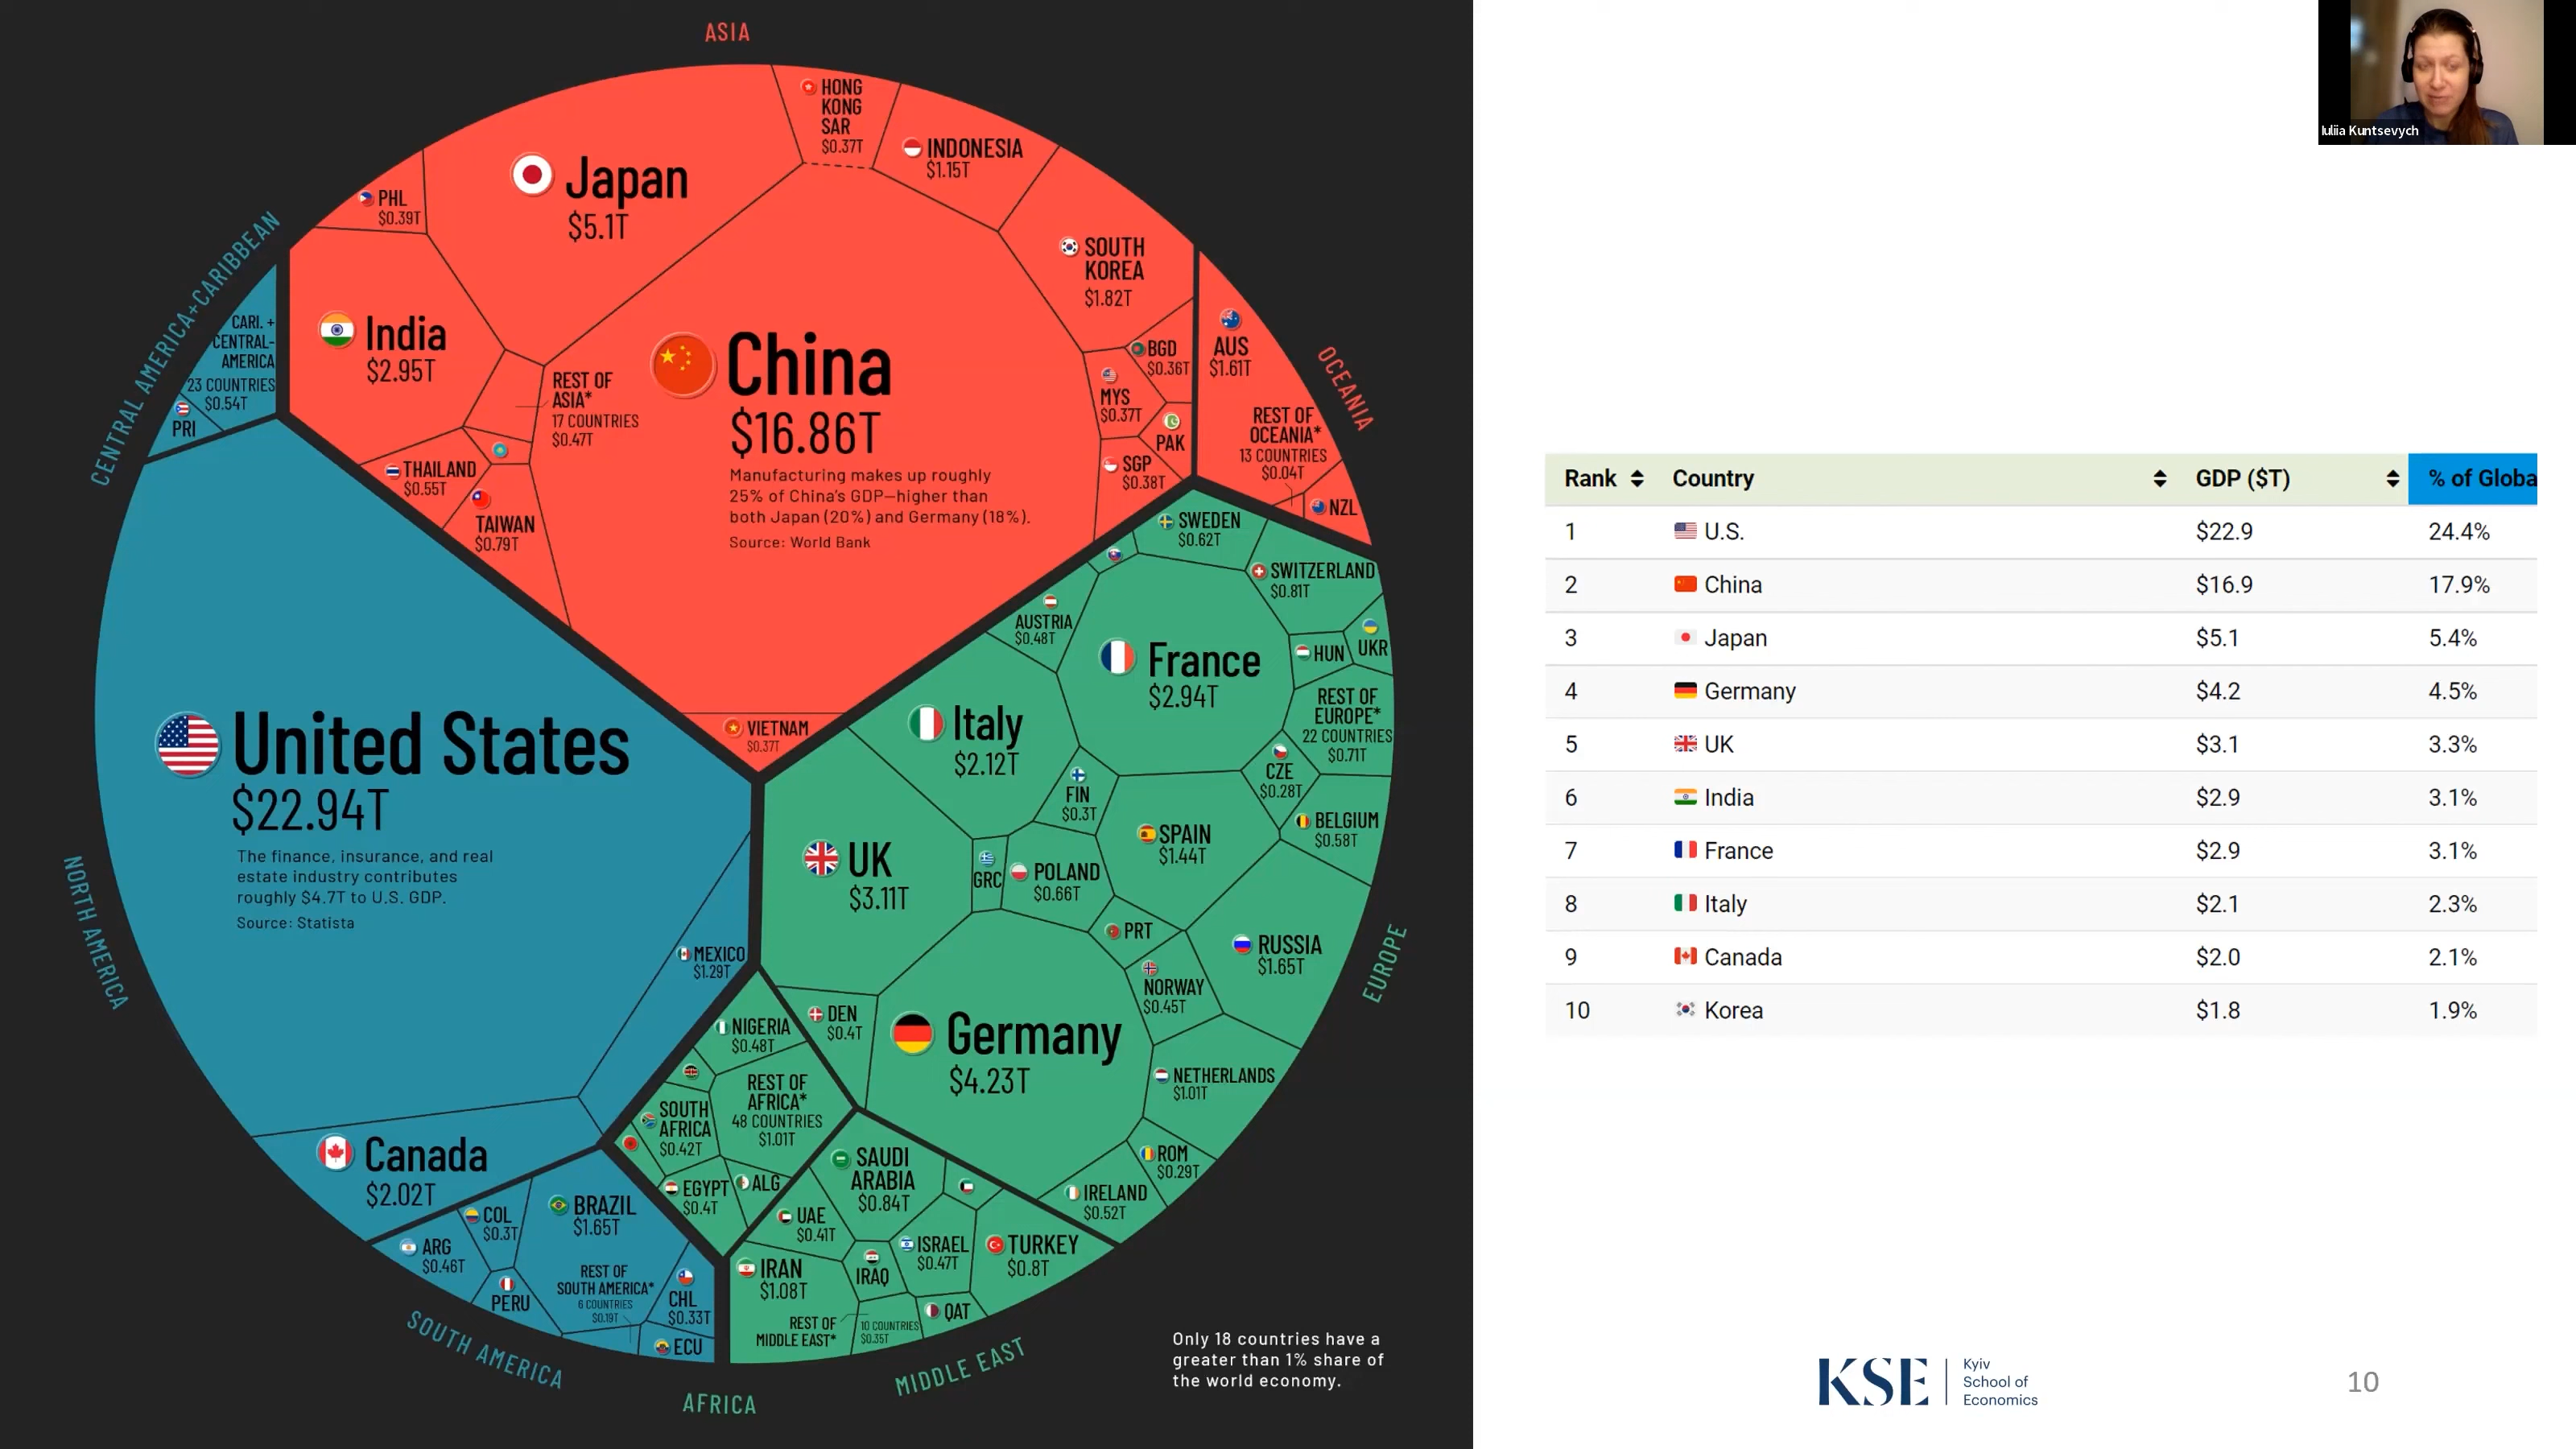 ASIA
HONG
KONG
SAR
$0.37T
INDONESIA
$1.15T
Japan
$5.1T
PHL
$0.39T
SOUTH
KOREA
$1.82T
India
$2.95T
China
$16.86T
Manufacturing makes up roughly
25% of China's GDP—higher than
both Japan (20%) and Germany (18%).
Source: World Bank
REST OF
ASIA*
17 COUNTRIES
$0.47T
BGD
$0.36T
MYS
$0.37T
PAK
SGP
$0.38T
THAILAND
$0.55T
TAIWAN
$0.79T
VIETNAM
$0.37T
OCEANIA
AUS
$1.61T
REST OF
OCEANIA*
13 COUNTRIES
$0.04T
NZL
CENTRAL AMERICA+CARIBBEAN
CARI. +
CENTRAL-
AMERICA
23 COUNTRIES
$0.54T
PRI
NORTH AMERICA
United States
$22.94T
The finance, insurance, and real
estate industry contributes
roughly $4.7T to U.S. GDP.
Source: Statista
MEXICO
$1.29T
Canada
$2.02T
EUROPE
SWEDEN
$0.62T
SWITZERLAND
$0.81T
AUSTRIA
$0.48T
France
$2.94T
HUN
UKR
Italy
$2.12T
REST OF
EUROPE*
22 COUNTRIES
$0.71T
FIN
$0.3T
CZE
$0.28T
SPAIN
$1.44T
BELGIUM
$0.58T
UK
$3.11T
GRC
POLAND
$0.66T
PRT
RUSSIA
$1.65T
NORWAY
$0.45T
DEN
$0.4T
Germany
$4.23T
NETHERLANDS
$1.01T
ROM
$0.29T
IRELAND
$0.52T
NIGERIA
$0.48T
REST OF
AFRICA*
48 COUNTRIES
$1.01T
SOUTH
AFRICA
$0.42T
EGYPT
$0.4T
ALG
AFRICA
SAUDI
ARABIA
$0.84T
UAE
$0.41T
ISRAEL
$0.47T
TURKEY
$0.8T
IRAN
$1.08T
IRAQ
QAT
REST OF
MIDDLE EAST*
10 COUNTRIES
$0.35T
MIDDLE EAST
COL
$0.3T
BRAZIL
$1.65T
ARG
$0.46T
PERU
REST OF
SOUTH AMERICA*
6 COUNTRIES
$0.19T
CHL
$0.33T
ECU
SOUTH AMERICA
Only 18 countries have a
greater than 1% share of
the world economy.
Iuliia Kuntsevych
Rank Country GDP ($T) % of Globa
1 U.S. $22.9 24.4%
2 China $16.9 17.9%
3 Japan $5.1 5.4%
4 Germany $4.2 4.5%
5 UK $3.1 3.3%
6 India $2.9 3.1%
7 France $2.9 3.1%
8 Italy $2.1 2.3%
9 Canada $2.0 2.1%
10 Korea $1.8 1.9%
KSE
Kyiv
School of
Economics
10